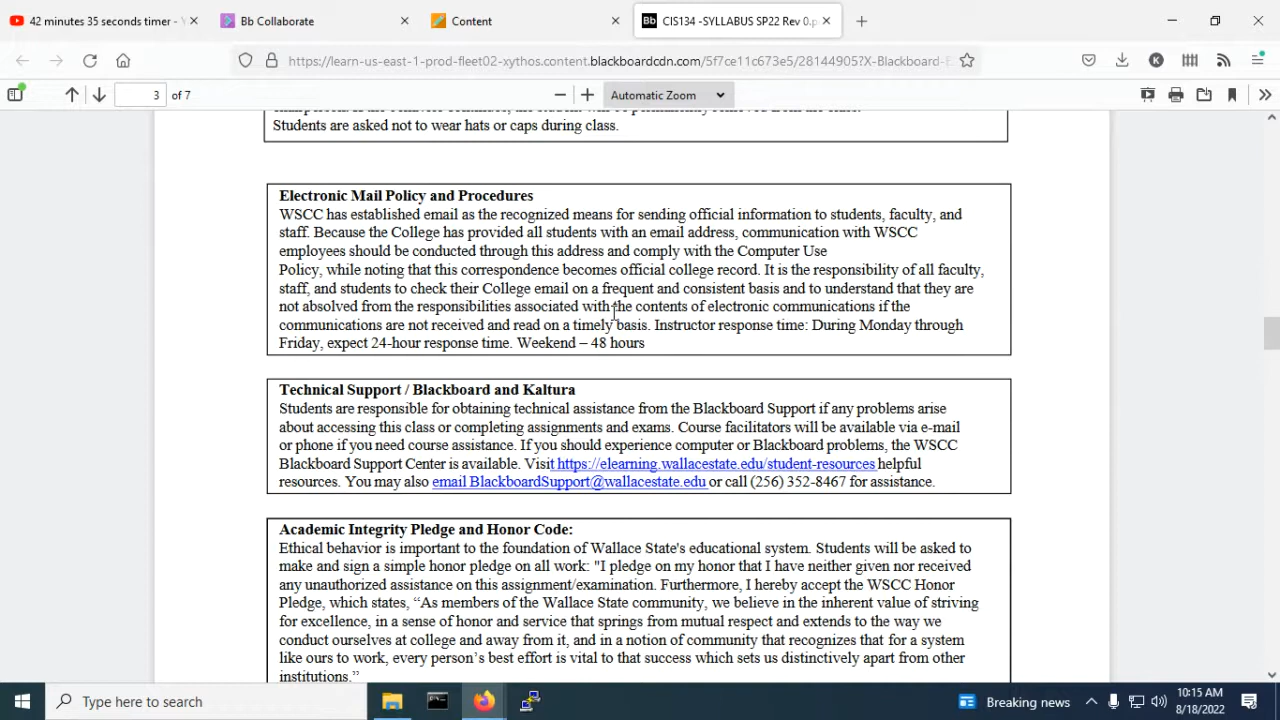 42 minutes 35 seconds timer -
Bb Collaborate
Content
Bb CIS134 -SYLLABUS SP22 Rev 0.p
https://learn-us-east-1-prod-fleet02-xythos.content.blackboardcdn.com/5f7ce11c673e5/28144905?X-Blackboard-
K
3 of 7
Automatic Zoom
Students are asked not to wear hats or caps during class.
Electronic Mail Policy and Procedures
WSCC has established email as the recognized means for sending official information to students, faculty, and
staff. Because the College has provided all students with an email address, communication with WSCC
employees should be conducted through this address and comply with the Computer Use
Policy, while noting that this correspondence becomes official college record. It is the responsibility of all faculty,
staff, and students to check their College email on a frequent and consistent basis and to understand that they are
not absolved from the responsibilities associated with the contents of electronic communications if the
communications are not received and read on a timely basis. Instructor response time: During Monday through
Friday, expect 24-hour response time. Weekend – 48 hours
Technical Support / Blackboard and Kaltura
Students are responsible for obtaining technical assistance from the Blackboard Support if any problems arise
about accessing this class or completing assignments and exams. Course facilitators will be available via e-mail
or phone if you need course assistance. If you should experience computer or Blackboard problems, the WSCC
Blackboard Support Center is available. Visit https://elearning.wallacestate.edu/student-resources helpful
resources. You may also email BlackboardSupport@wallacestate.edu or call (256) 352-8467 for assistance.
Academic Integrity Pledge and Honor Code:
Ethical behavior is important to the foundation of Wallace State's educational system. Students will be asked to
make and sign a simple honor pledge on all work: "I pledge on my honor that I have neither given nor received
any unauthorized assistance on this assignment/examination. Furthermore, I hereby accept the WSCC Honor
Pledge, which states, “As members of the Wallace State community, we believe in the inherent value of striving
for excellence, in a sense of honor and service that springs from mutual respect and extends to the way we
conduct ourselves at college and away from it, and in a notion of community that recognizes that for a system
like ours to work, every person’s best effort is vital to that success which sets us distinctively apart from other
institutions.”
Type here to search
Breaking news
10:15 AM
8/18/2022